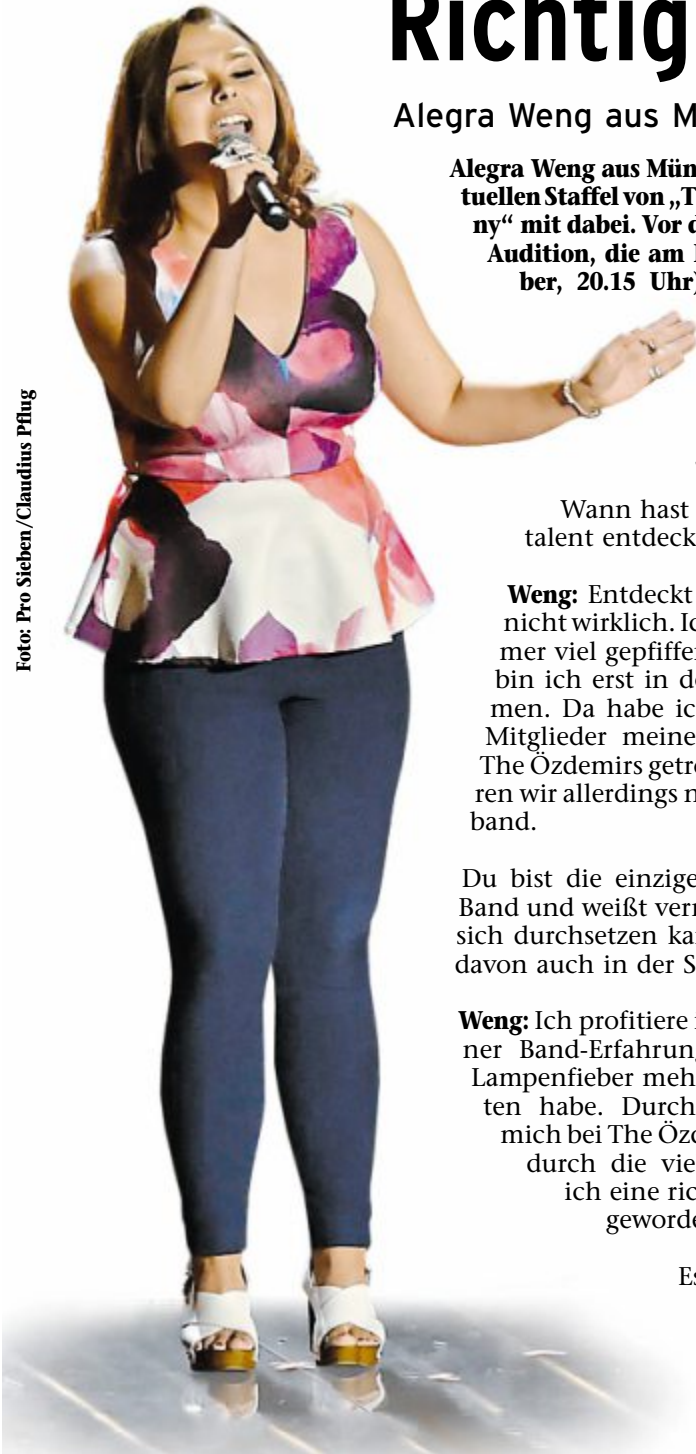 Richtig
Alegra Weng aus M
Alegra Weng aus Mün
tuellen Staffel von „T
ny“ mit dabei. Vor d
Audition, die am
ber, 20.15 Uhr)
Wann hast
talent entdeck
Weng: Entdeckt
nicht wirklich. Ic
mer viel gepfiffe
bin ich erst in d
men. Da habe ic
Mitglieder meine
The Özdemirs getr
ren wir allerdings n
band.
Du bist die einzige
Band und weißt ver
sich durchsetzen ka
davon auch in der S
Weng: Ich profitiere
ner Band-Erfahrung
Lampenfieber meh
ten habe. Durch
mich bei The Özd
durch die vie
ich eine ric
geworde
Es
Foto: Pro Sieben/Claudius Pflug